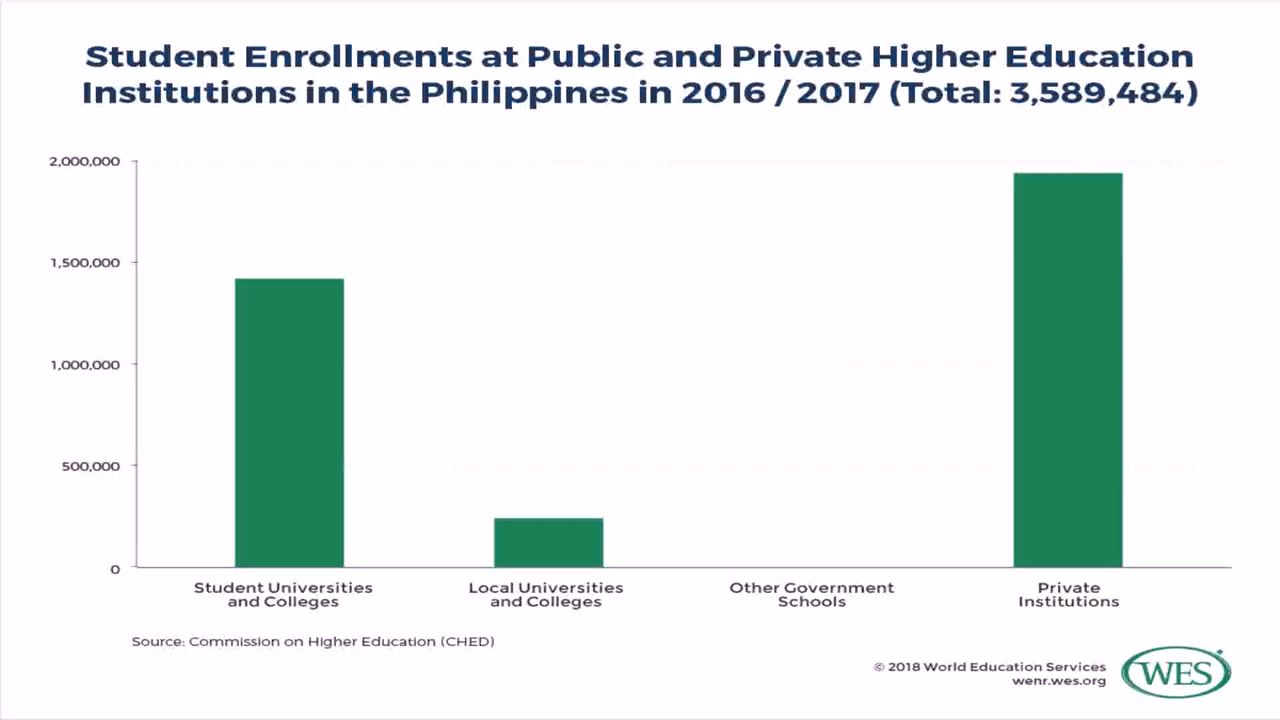 Student Enrollments at Public and Private Higher Education
Institutions in the Philippines in 2016 / 2017 (Total: 3,589,484)
2,000,000
1,500,000
1,000,000
500,000
0
Student Universities
and Colleges
Local Universities
and Colleges
Other Government
Schools
Private
Institutions
Source: Commission on Higher Education (CHED)
© 2018 World Education Services
wenr.wes.org
WES